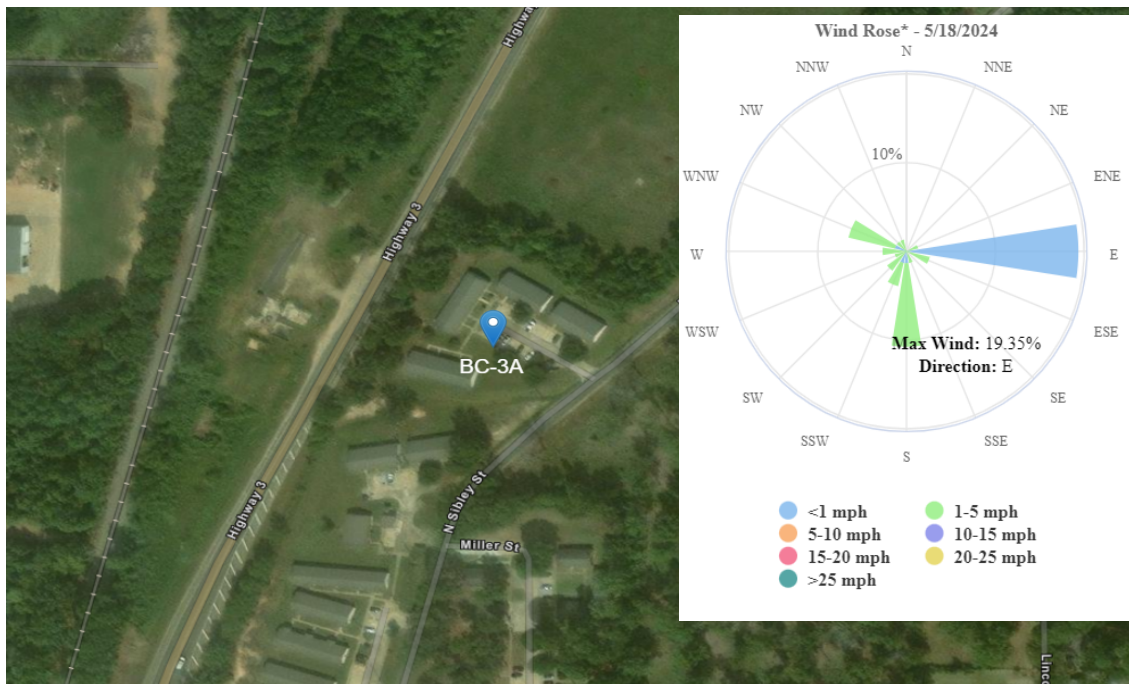 Highway
Highway 3
BC-3A
Highway 3
N Sibley St
Miller St
Wind Rose* - 5/18/2024
N
NNW
NNE
NW
NE
10%
WNW
ENE
W
E
WSW
ESE
Max Wind: 19.35%
Direction: E
SW
SE
SSW
SSE
S
<1 mph
1-5 mph
5-10 mph
10-15 mph
15-20 mph
20-25 mph
>25 mph